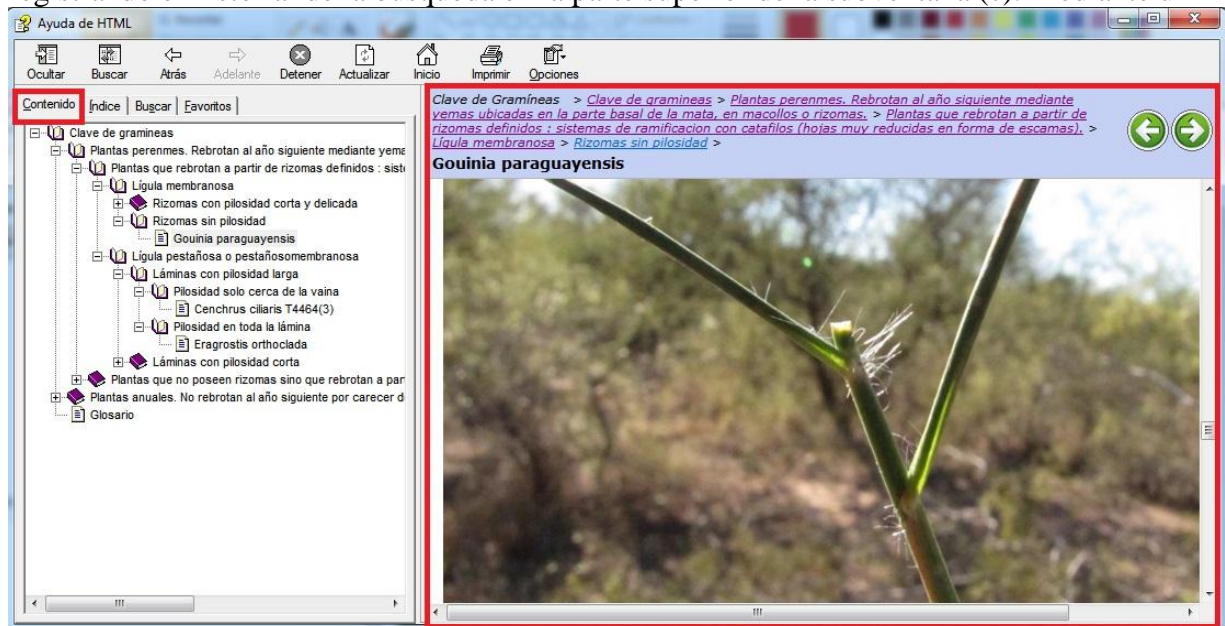 Ayuda de HTML
Ocultar Buscar Atrás Adelante Detener Actualizar Inicio Imprimir Opciones
Contenido Índice Buscar Favoritos
Clave de gramineas
Plantas perenmes. Rebrotan al año siguiente mediante yema
Plantas que rebrotan a partir de rizomas definidos : siste
Lígula membranosa
Rizomas con pilosidad corta y delicada
Rizomas sin pilosidad
Gouinia paraguayensis
Lígula pestañosa o pestañosomembranosa
Láminas con pilosidad larga
Pilosidad solo cerca de la vaina
Cenchrus ciliaris T4464(3)
Pilosidad en toda la lámina
Eragrostis orthoclada
Láminas con pilosidad corta
Plantas que no poseen rizomas sino que rebrotan a par
Plantas anuales. No rebrotan al año siguiente por carecer d
Glosario
Clave de Gramíneas > Clave de gramineas > Plantas perenmes. Rebrotan al año siguiente mediante
yemas ubicadas en la parte basal de la mata, en macollos o rizomas. > Plantas que rebrotan a partir de
rizomas definidos : sistemas de ramificacion con catafilos (hojas muy reducidas en forma de escamas). >
Lígula membranosa > Rizomas sin pilosidad >
Gouinia paraguayensis